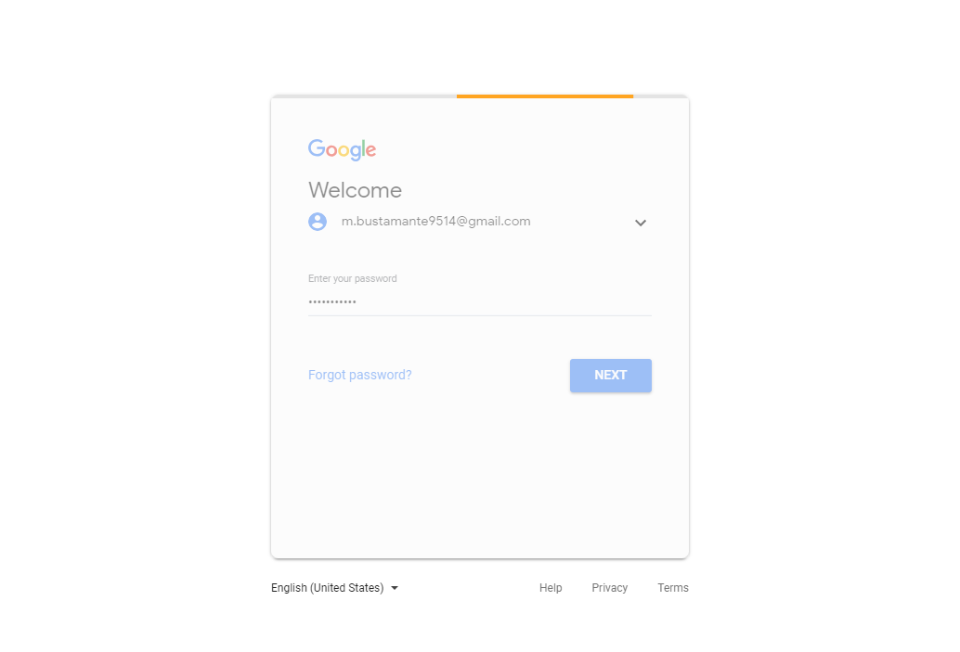 Google
Welcome
m.bustamante9514@gmail.com
Enter your password
•••••••••••
Forgot password? NEXT
English (United States) Help Privacy Terms